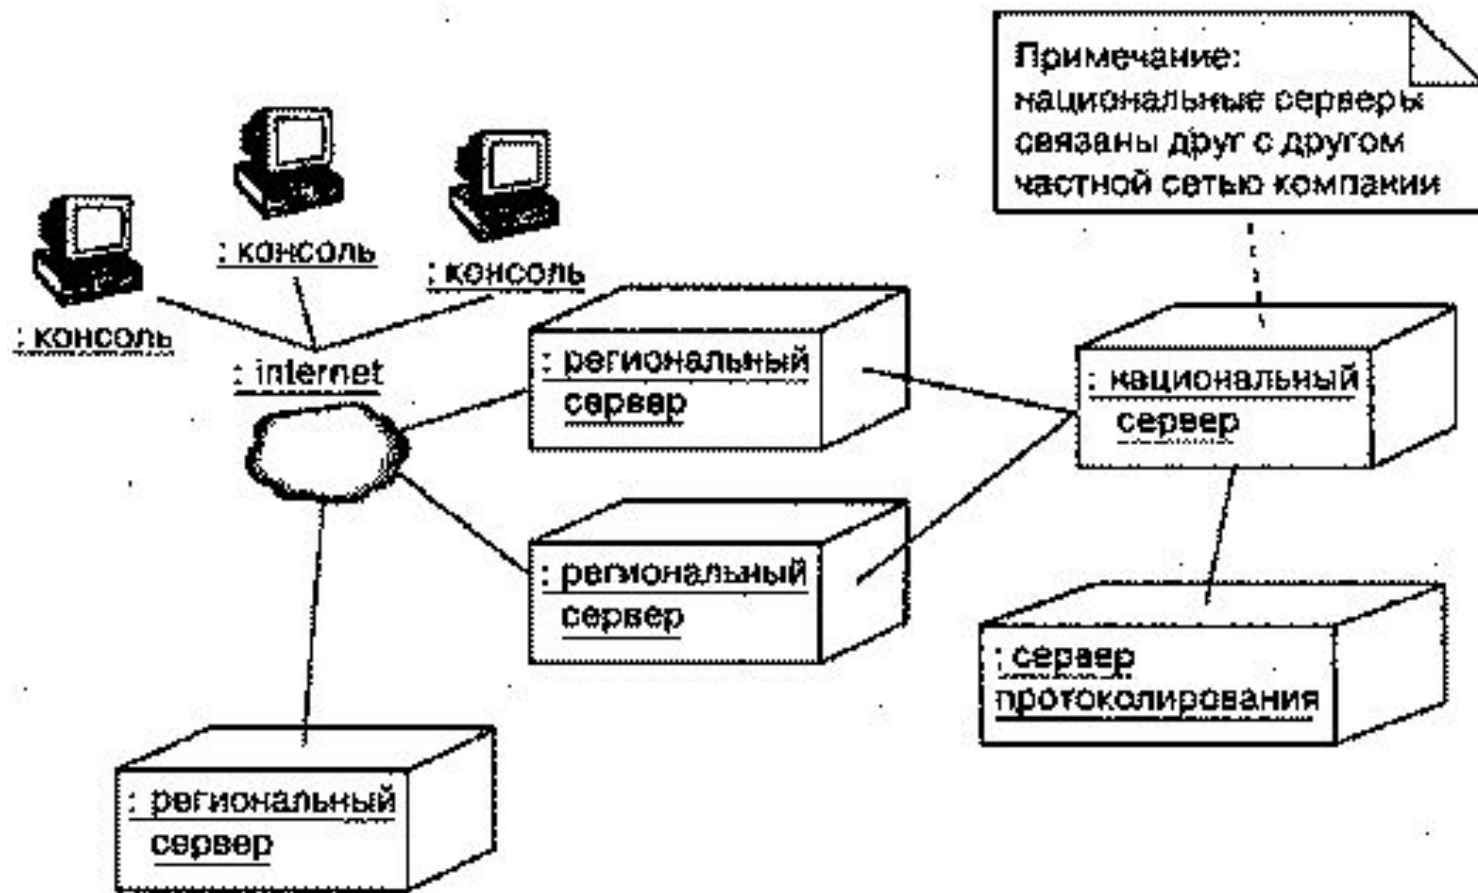 Примечание:
национальные серверы
связаны друг с другом
частной сетью компании
: консоль
: консоль
: консоль
: internet
: региональный
сервер
: национальный
сервер
: региональный
сервер
: сервер
протоколирования
: региональный
сервер